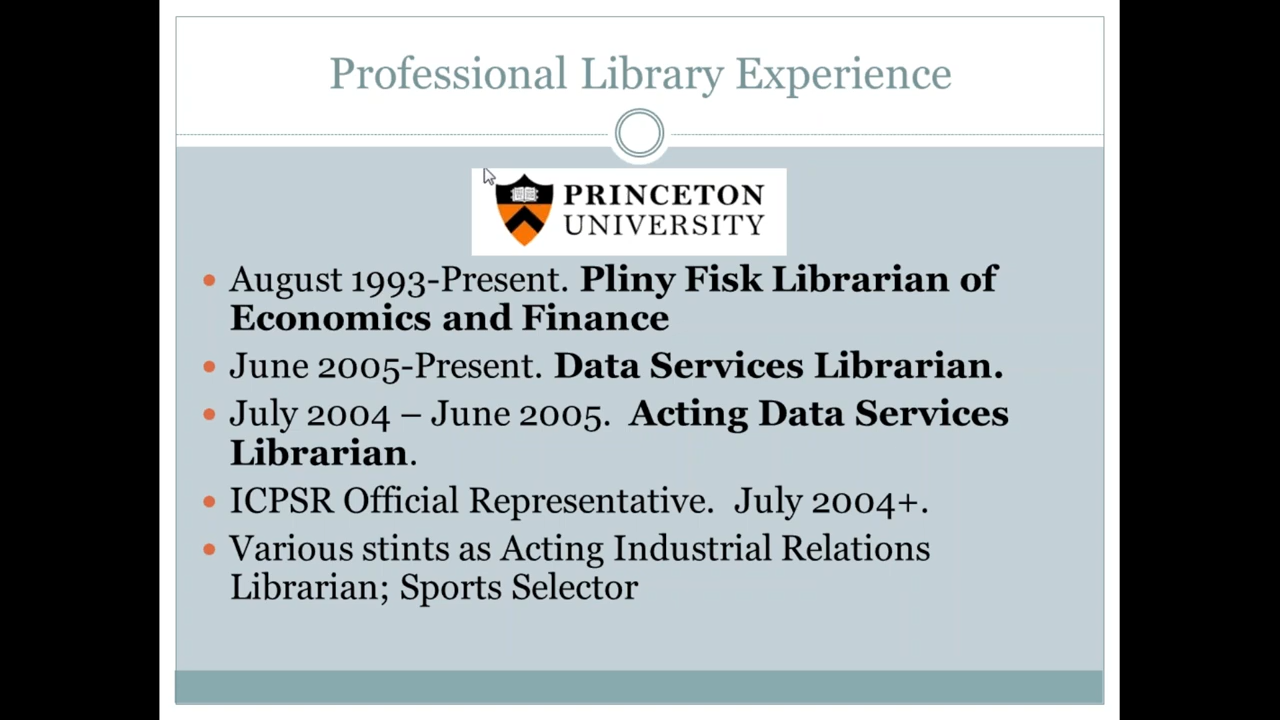 Professional Library Experience
PRINCETON
UNIVERSITY
August 1993-Present. Pliny Fisk Librarian of
Economics and Finance
June 2005-Present. Data Services Librarian.
July 2004 – June 2005.  Acting Data Services
Librarian.
ICPSR Official Representative.  July 2004+.
Various stints as Acting Industrial Relations
Librarian; Sports Selector